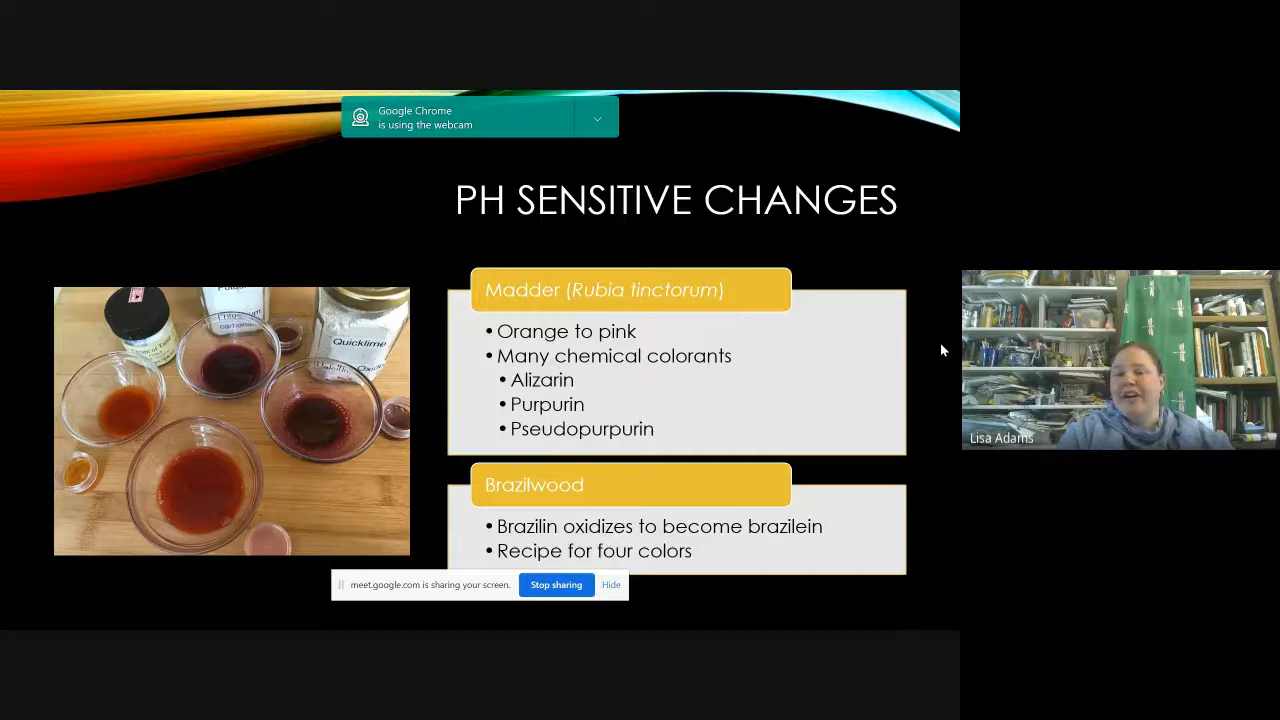 Google Chrome
is using the webcam
PH SENSITIVE CHANGES
Madder (Rubia tinctorum)
• Orange to pink
• Many chemical colorants
• Alizarin
• Purpurin
• Pseudopurpurin
Brazilwood
• Brazilin oxidizes to become brazilein
• Recipe for four colors
Quicklime
Lisa Adams
meet.google.com is sharing your screen.
Stop sharing
Hide